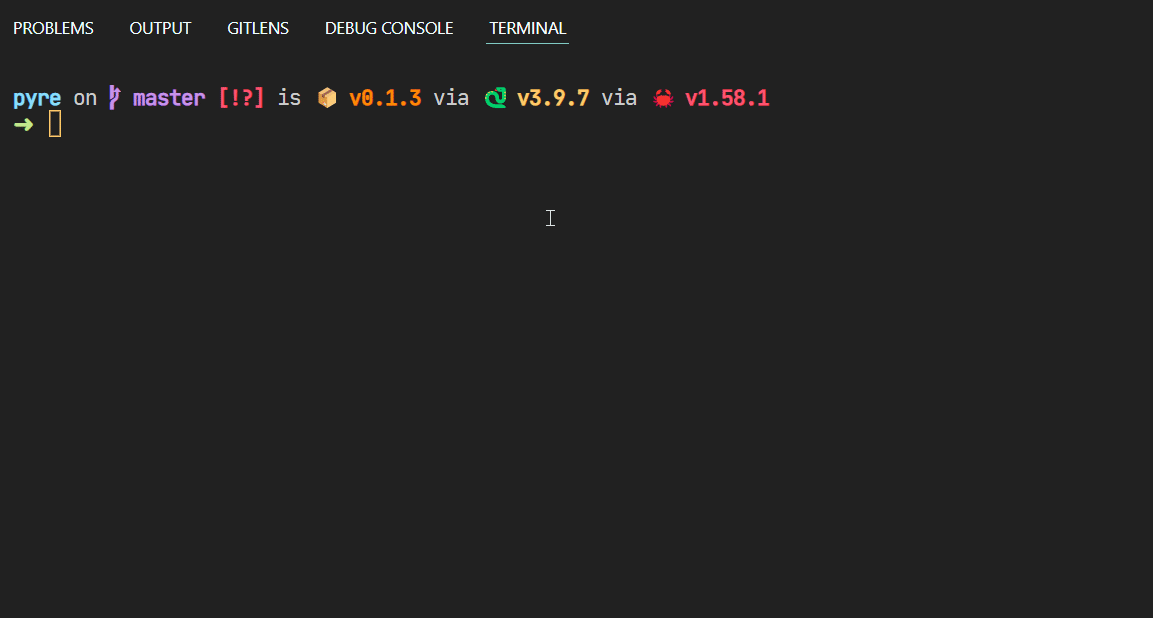 PROBLEMS OUTPUT GITLENS DEBUG CONSOLE TERMINAL
pyre on master [!?] is 📦 v0.1.3 via 🐍 v3.9.7 via 🦀 v1.58.1
➜